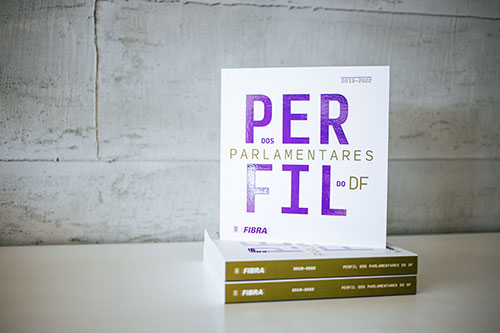 2019-2022
PER
DOS
PARLAMENTARES
FIL
DO DF
FIBRA
FIBRA 2019-2022 PERFIL DOS PARLAMENTARES DO DF
FIBRA 2019-2022 PERFIL DOS PARLAMENTARES DO DF